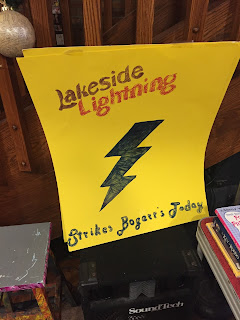 Lakeside
Lightning
Strikes Bogart's Today
SoundTech